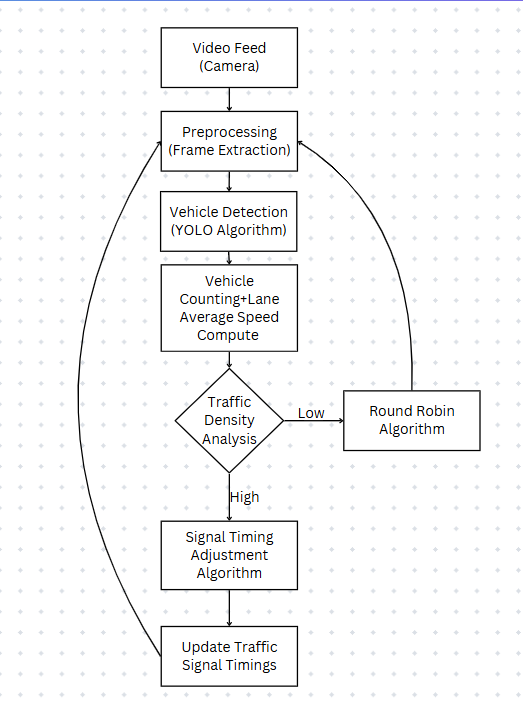 Video Feed
(Camera)
Preprocessing
(Frame Extraction)
Vehicle Detection
(YOLO Algorithm)
Vehicle
Counting+Lane
Average Speed
Compute
Traffic
Density
Analysis
Low
Round Robin
Algorithm
High
Signal Timing
Adjustment
Algorithm
Update Traffic
Signal Timings